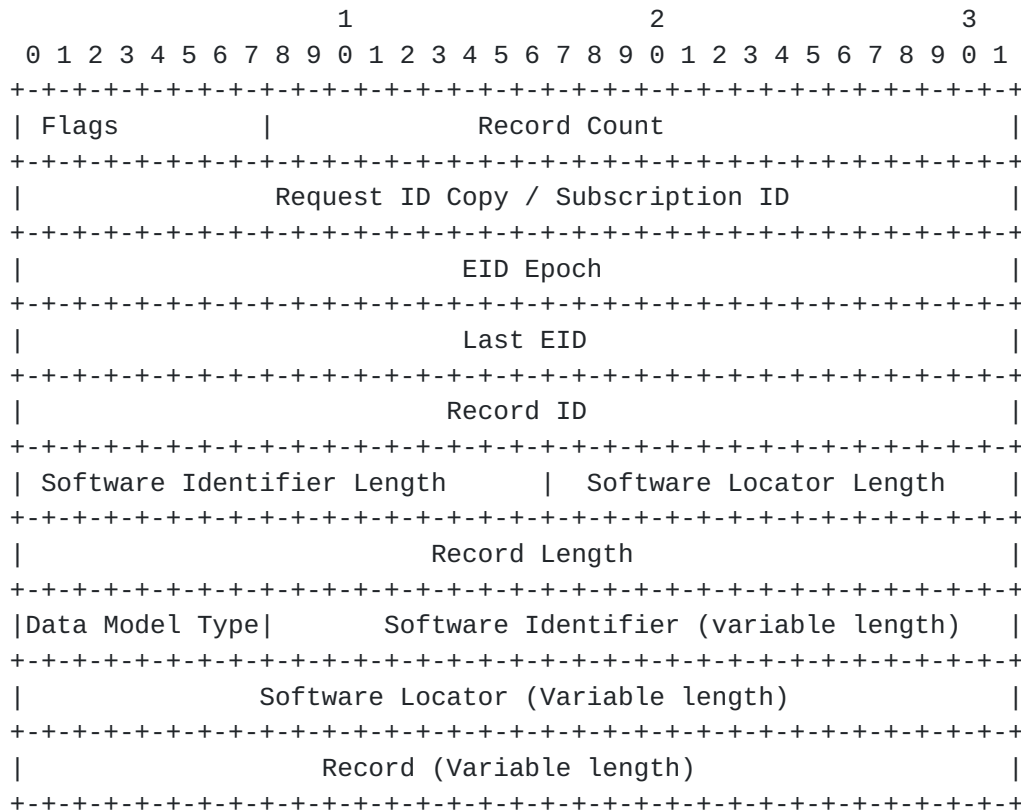 1                   2                   3
 0 1 2 3 4 5 6 7 8 9 0 1 2 3 4 5 6 7 8 9 0 1 2 3 4 5 6 7 8 9 0 1
+-+-+-+-+-+-+-+-+-+-+-+-+-+-+-+-+-+-+-+-+-+-+-+-+-+-+-+-+-+-+-+-+
| Flags         |             Record Count                      |
+-+-+-+-+-+-+-+-+-+-+-+-+-+-+-+-+-+-+-+-+-+-+-+-+-+-+-+-+-+-+-+-+
|                Request ID Copy / Subscription ID              |
+-+-+-+-+-+-+-+-+-+-+-+-+-+-+-+-+-+-+-+-+-+-+-+-+-+-+-+-+-+-+-+-+
|                            EID Epoch                          |
+-+-+-+-+-+-+-+-+-+-+-+-+-+-+-+-+-+-+-+-+-+-+-+-+-+-+-+-+-+-+-+-+
|                            Last EID                           |
+-+-+-+-+-+-+-+-+-+-+-+-+-+-+-+-+-+-+-+-+-+-+-+-+-+-+-+-+-+-+-+-+
|                           Record ID                           |
+-+-+-+-+-+-+-+-+-+-+-+-+-+-+-+-+-+-+-+-+-+-+-+-+-+-+-+-+-+-+-+-+
| Software Identifier Length      |  Software Locator Length    |
+-+-+-+-+-+-+-+-+-+-+-+-+-+-+-+-+-+-+-+-+-+-+-+-+-+-+-+-+-+-+-+-+
|                          Record Length                        |
+-+-+-+-+-+-+-+-+-+-+-+-+-+-+-+-+-+-+-+-+-+-+-+-+-+-+-+-+-+-+-+-+
|Data Model Type|       Software Identifier (variable length)   |
+-+-+-+-+-+-+-+-+-+-+-+-+-+-+-+-+-+-+-+-+-+-+-+-+-+-+-+-+-+-+-+-+
|               Software Locator (Variable length)              |
+-+-+-+-+-+-+-+-+-+-+-+-+-+-+-+-+-+-+-+-+-+-+-+-+-+-+-+-+-+-+-+-+
|                   Record (Variable length)                    |
+-+-+-+-+-+-+-+-+-+-+-+-+-+-+-+-+-+-+-+-+-+-+-+-+-+-+-+-+-+-+-+-+